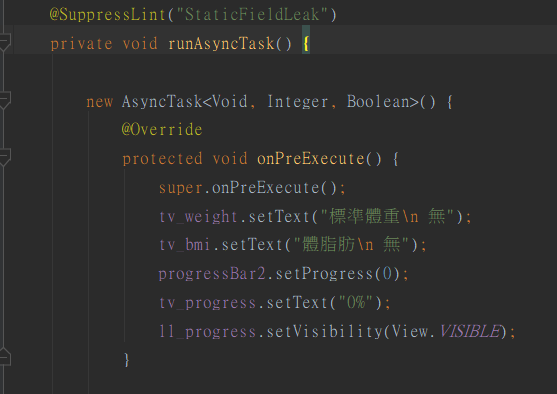 @SuppressLint("StaticFieldLeak")
private void runAsyncTask() {
new AsyncTask<Void, Integer, Boolean>() {
@Override
protected void onPreExecute() {
super.onPreExecute();
tv_weight.setText("標準體重\n 無");
tv_bmi.setText("體脂肪\n 無");
progressBar2.setProgress(0);
tv_progress.setText("0%");
ll_progress.setVisibility(View.VISIBLE);
}